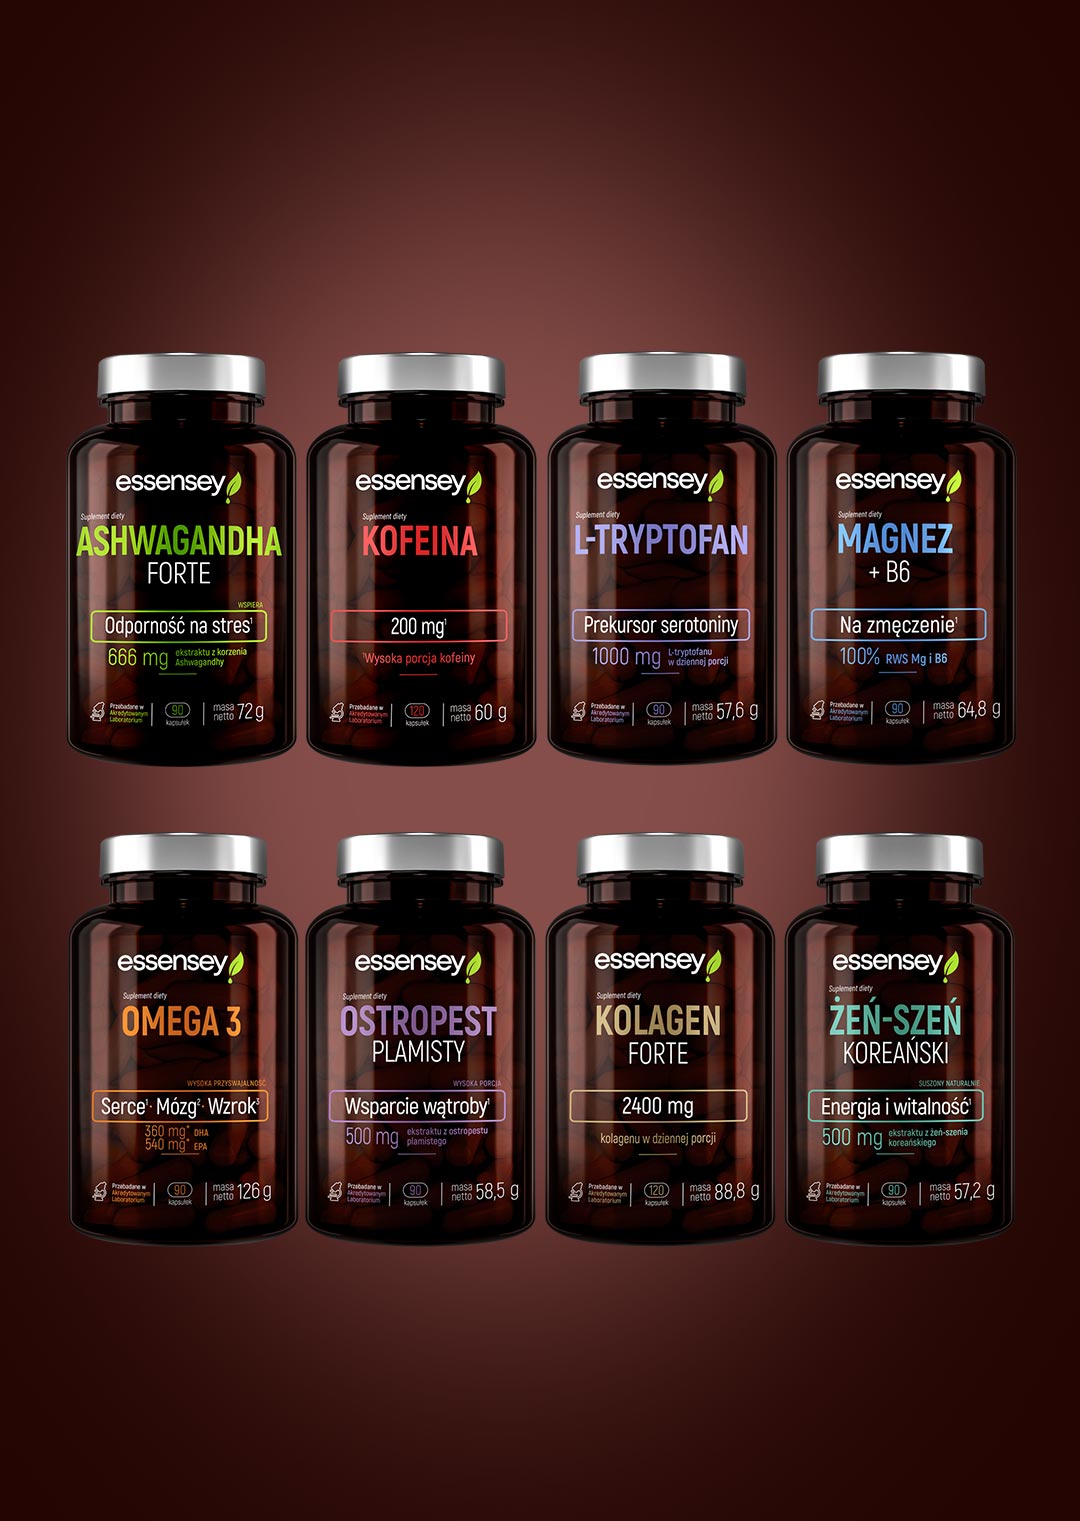 essensey
Suplement diety
ASHWAGANDHA
FORTE
WSPIERA
Odporność na stres¹
666 mg
ekstraktu z korzenia
Ashwagandhy
Przebadane w
Akredytowanym
Laboratorium
90
kapsułek
masa
netto 72 g
essensey
Suplement diety
KOFEINA
200 mg¹
¹Wysoka porcja kofeiny
Przebadane w
Akredytowanym
Laboratorium
120
kapsułek
masa
netto 60 g
essensey
Suplement diety
L-TRYPTOFAN
Prekursor serotoniny
1000 mg
L-tryptofanu
w dziennej porcji
Przebadane w
Akredytowanym
Laboratorium
90
kapsułek
masa
netto 57,6 g
essensey
Suplement diety
MAGNEZ
+ B6
Na zmęczenie¹
100% RWS Mg i B6
Przebadane w
Akredytowanym
Laboratorium
90
kapsułek
masa
netto 64,8 g
essensey
Suplement diety
OMEGA 3
WYSOKA PRZYSWAJALNOŚĆ
Serce¹· Mózg²· Wzrok³
360 mg* DHA
540 mg* EPA
Przebadane w
Akredytowanym
Laboratorium
90
kapsułek
masa
netto 126 g
essensey
Suplement diety
OSTROPEST
PLAMISTY
WYSOKA PORCJA
Wsparcie wątroby¹
500 mg
ekstraktu z ostropestu
plamistego
Przebadane w
Akredytowanym
Laboratorium
90
kapsułek
masa
netto 58,5 g
essensey
Suplement diety
KOLAGEN
FORTE
2400 mg
kolagenu w dziennej porcji
Przebadane w
Akredytowanym
Laboratorium
120
kapsułek
masa
netto 88,8 g
essensey
Suplement diety
ŻEŃ-SZEŃ
KOREAŃSKI
SUSZONY NATURALNIE
Energia i witalność¹
500 mg
ekstraktu z żeń-szenia
koreańskiego
Przebadane w
Akredytowanym
Laboratorium
90
kapsułek
masa
netto 57,2 g